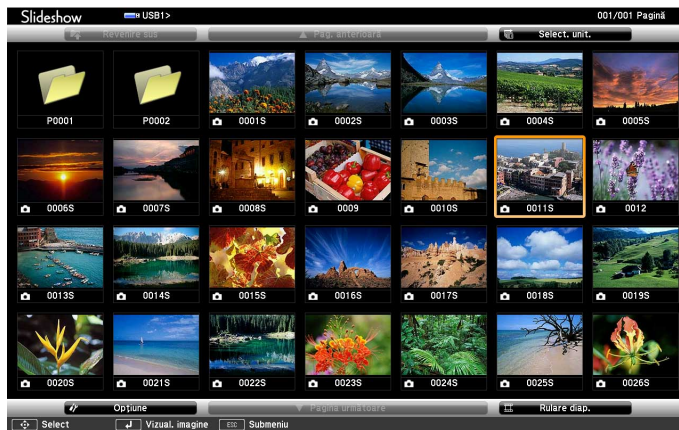 Slideshow USB1> 001/001 Pagină
Revenire sus Pag. anterioară Select. unit.
P0001 P0002 0001S 0002S 0003S 0004S 0005S
0006S 0007S 0008S 0009 0010S 0011S 0012
0013S 0014S 0015S 0016S 0017S 0018S 0019S
0020S 0021S 0022S 0023S 0024S 0025S 0026S
Opţiune Pagina următoare Rulare diap.
Select Vizual. imagine ESC Submeniu